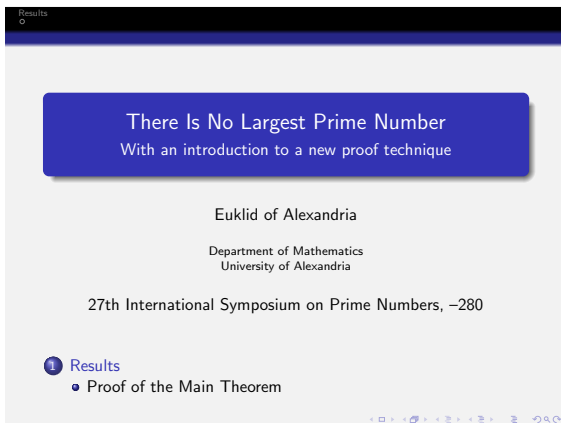 Results
There Is No Largest Prime Number
With an introduction to a new proof technique
Euklid of Alexandria
Department of Mathematics
University of Alexandria
27th International Symposium on Prime Numbers, –280
1 Results
Proof of the Main Theorem